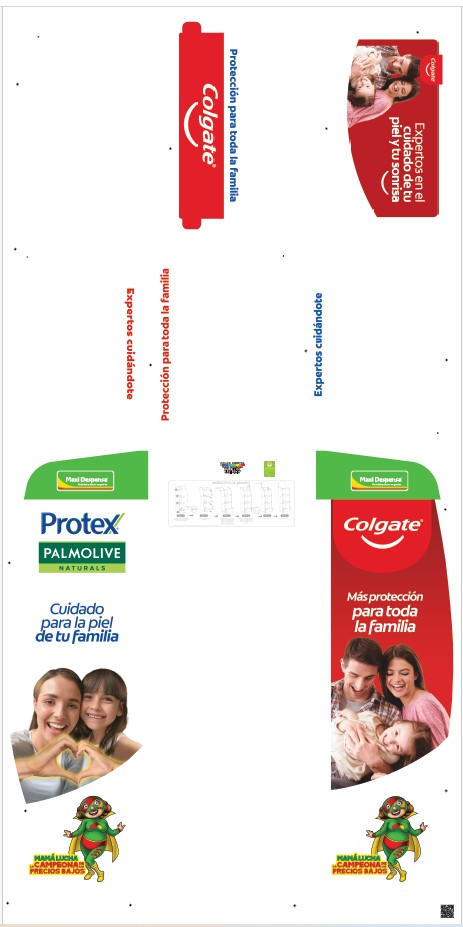 Colgate®
Protección para toda la familia
Colgate
Expertos en el
cuidado de tu
piel y tu sonrisa
Expertos cuidándote
Protección para toda la familia
Expertos cuidándote
Maxi Despensa
Maxi Despensa
Protex
PALMOLIVE
NATURALS
Cuidado
para la piel
de tu familia
Colgate®
Más protección
para toda
la familia
MAMÁ LUCHA
LA CAMPEONA DE LOS
PRECIOS BAJOS
MAMÁ LUCHA
LA CAMPEONA DE LOS
PRECIOS BAJOS